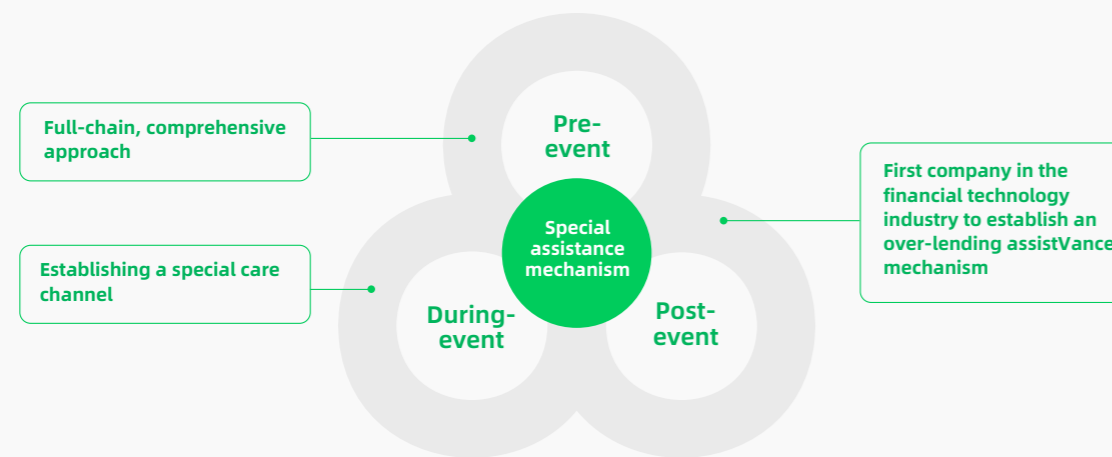 Full-chain, comprehensive
approach
Pre-
event
First company in the
financial technology
industry to establish an
over-lending assistVance
mechanism
Special
assistance
mechanism
Establishing a special care
channel
During-
event
Post-
event